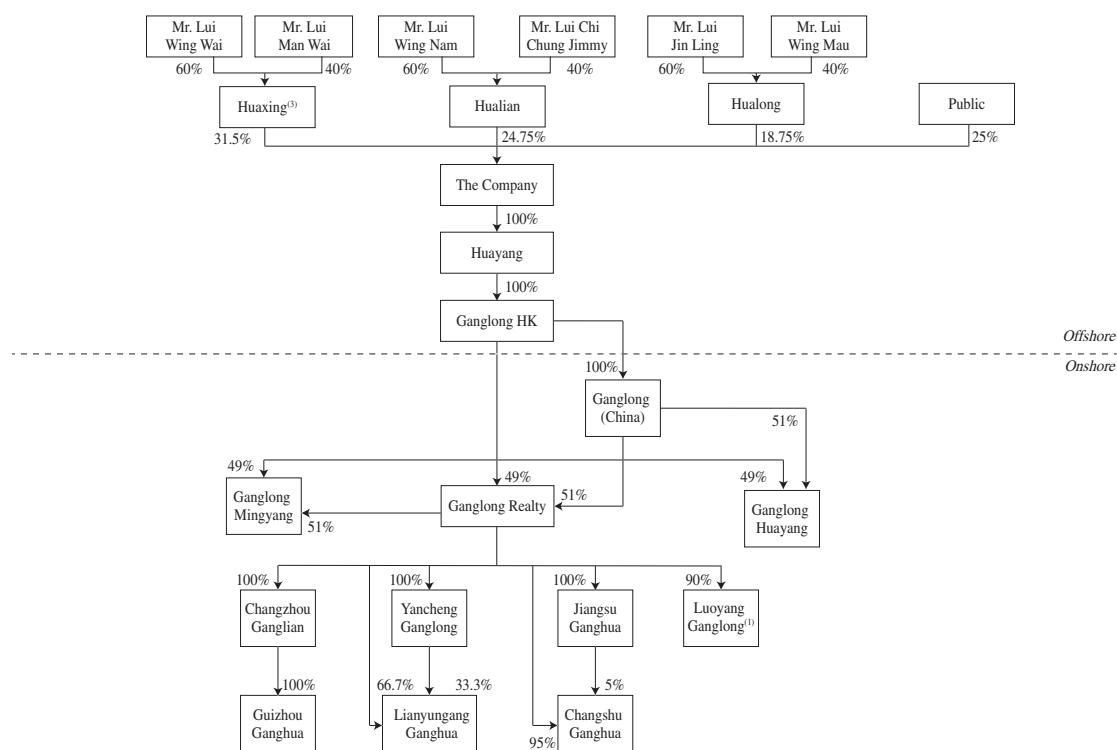 Mr. Lui
Wing Wai
Mr. Lui
Man Wai
Mr. Lui
Wing Nam
Mr. Lui Chi
Chung Jimmy
Mr. Lui
Jin Ling
Mr. Lui
Wing Mau
60%
40%
60%
40%
60%
40%
Huaxing(3)
Hualian
Hualong
Public
31.5%
24.75%
18.75%
25%
The Company
100%
Huayang
100%
Ganglong HK
Offshore
Onshore
100%
Ganglong
(China)
51%
49%
49%
51%
49%
Ganglong
Mingyang
51%
Ganglong Realty
Ganglong
Huayang
100%
100%
100%
90%
Changzhou
Ganglian
Yancheng
Ganglong
Jiangsu
Ganghua
Luoyang
Ganglong(1)
100%
66.7%
33.3%
5%
Guizhou
Ganghua
Lianyungang
Ganghua
Changshu
Ganghua
95%